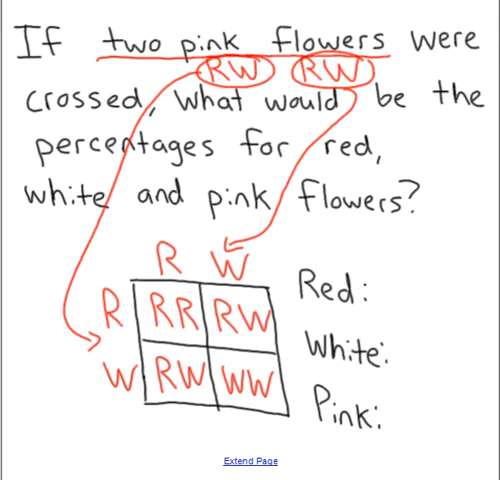 If two pink flowers were
RW RW
crossed, what would be the
percentages for red,
white and pink flowers?
R W
R RR RW
W RW WW
Red:
White:
Pink:
Extend Page